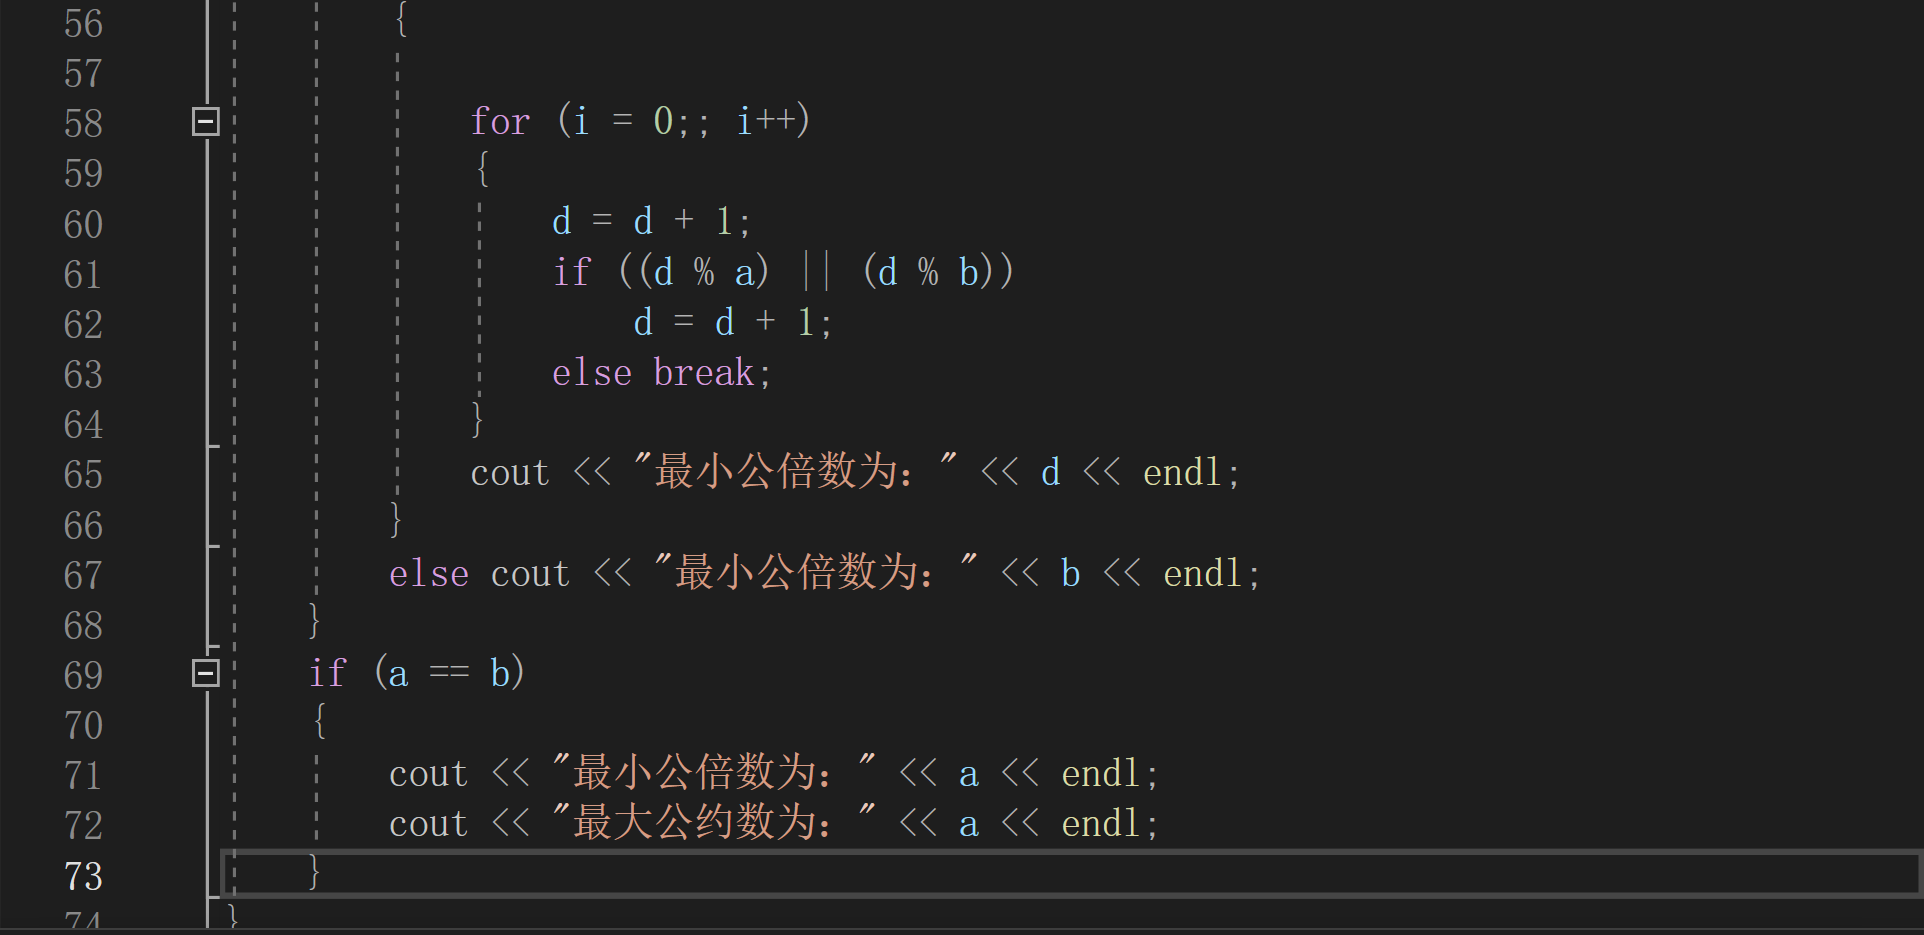 56 {
57
58 for (i = 0;; i++)
59 {
60 d = d + 1;
61 if ((d % a) || (d % b))
62 d = d + 1;
63 else break;
64 }
65 cout << "最小公倍数为：" << d << endl;
66 }
67 else cout << "最小公倍数为：" << b << endl;
68 }
69 if (a == b)
70 {
71 cout << "最小公倍数为：" << a << endl;
72 cout << "最大公约数为：" << a << endl;
73 }
74 }